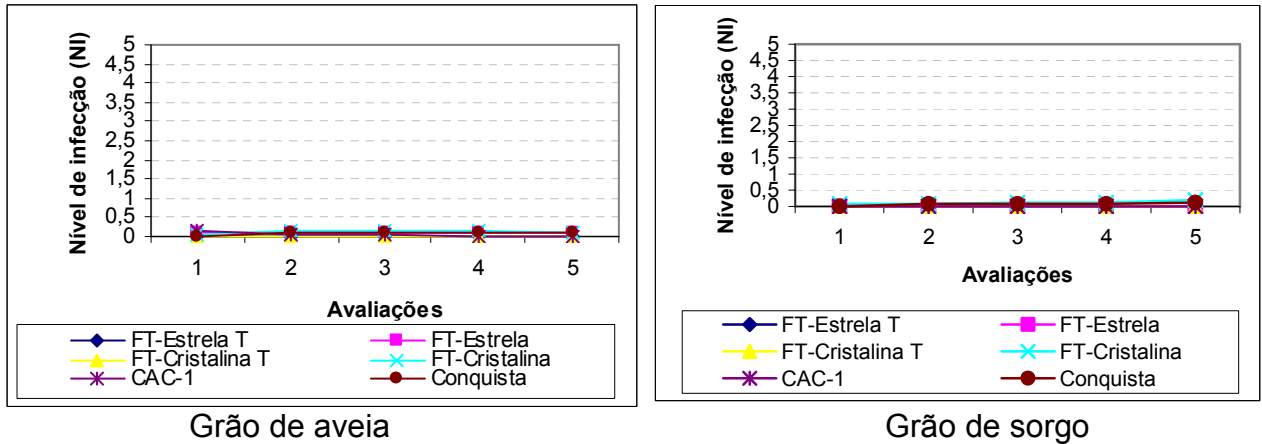 Nível de infecção (NI)
5
4,5
4
3,5
3
2,5
2
1,5
1
0,5
0
1 2 3 4 5
Avaliações
FT-Estrela T FT-Estrela
FT-Cristalina T FT-Cristalina
CAC-1 Conquista
Grão de aveia
Nível de infecção (NI)
5
4,5
4
3,5
3
2,5
2
1,5
1
0,5
0
1 2 3 4 5
Avaliações
FT-Estrela T FT-Estrela
FT-Cristalina T FT-Cristalina
CAC-1 Conquista
Grão de sorgo